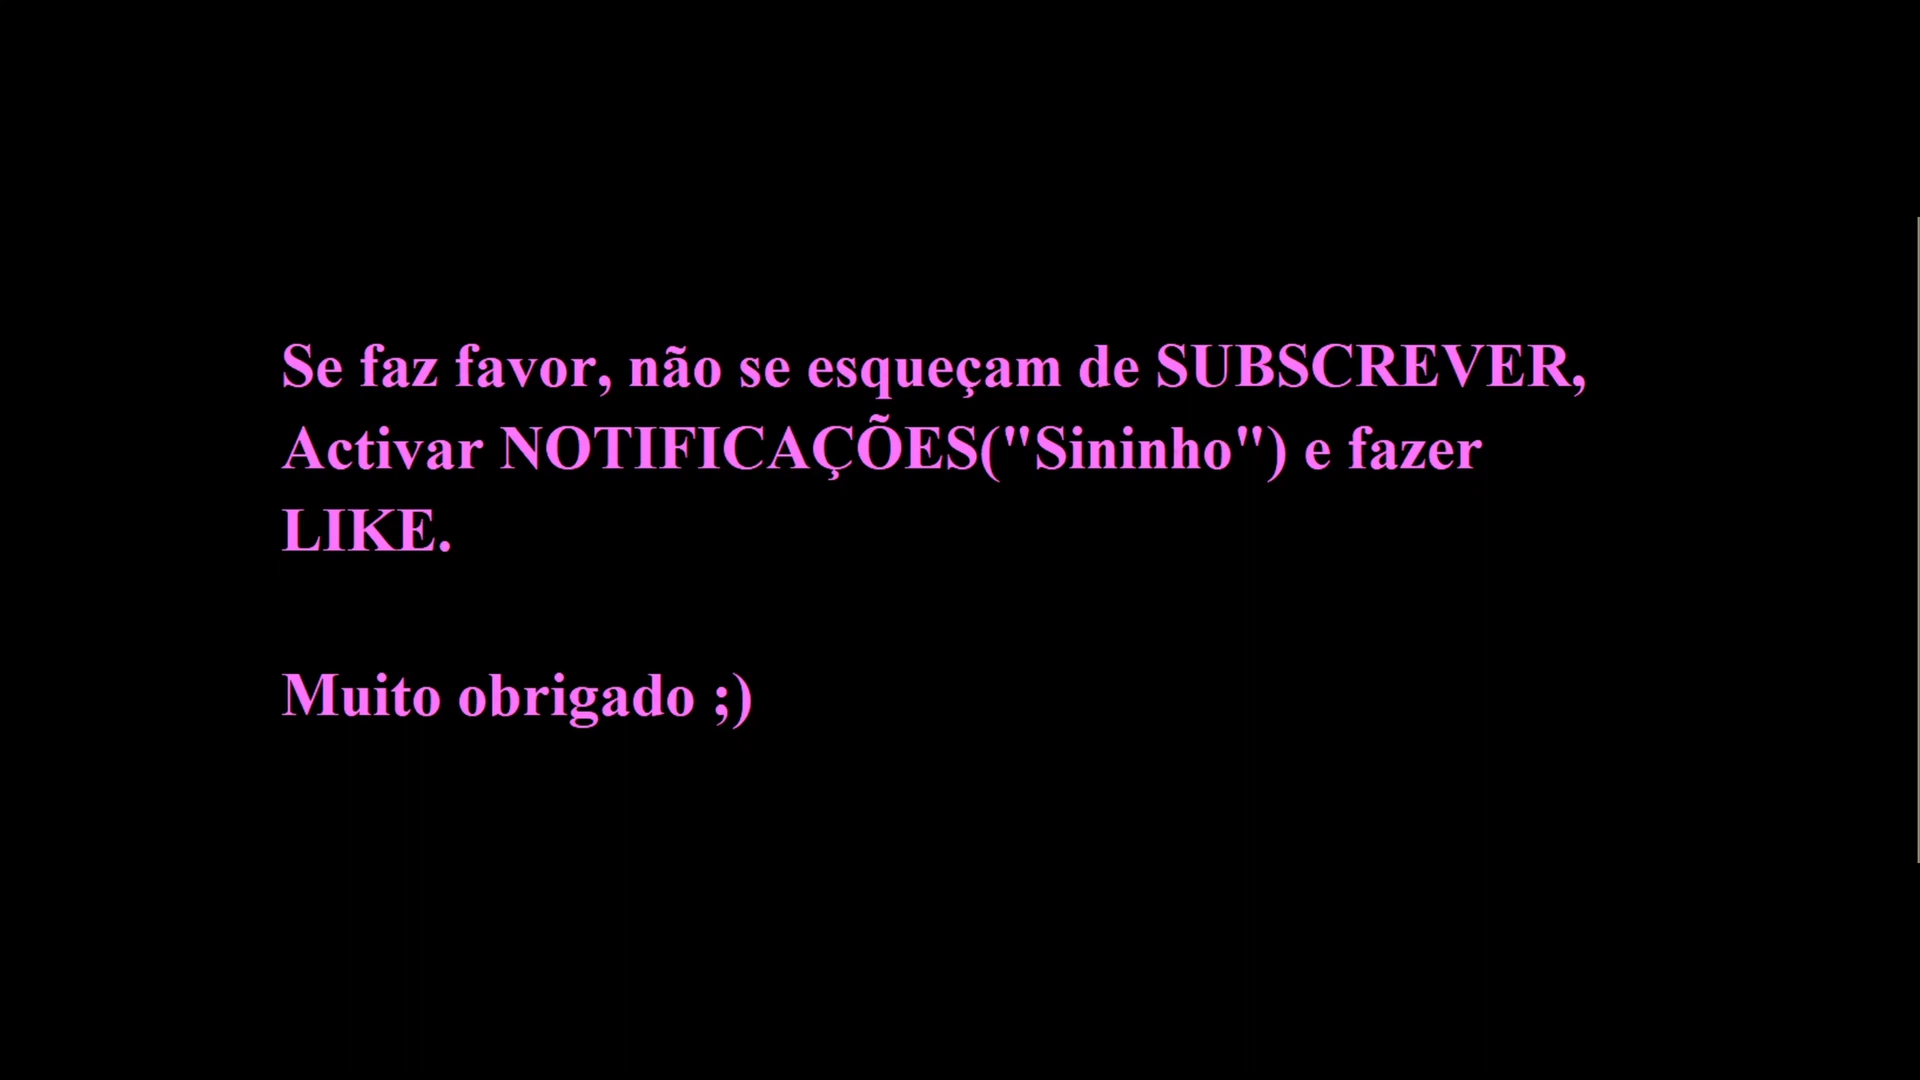 Se faz favor, não se esqueçam de SUBSCREVER,
Activar NOTIFICAÇÕES("Sininho") e fazer
LIKE.
Muito obrigado ;)